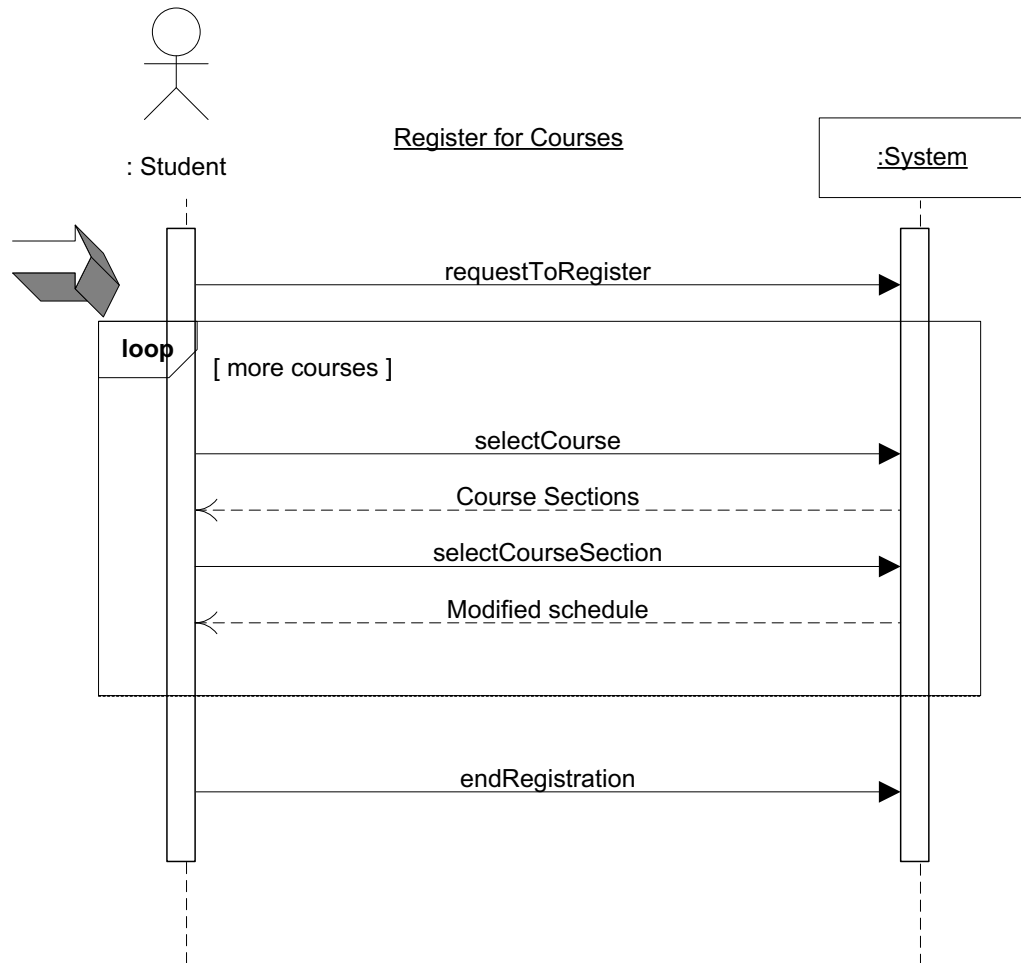 Register for Courses
: Student
:System
requestToRegister
loop
[ more courses ]
selectCourse
Course Sections
selectCourseSection
Modified schedule
endRegistration